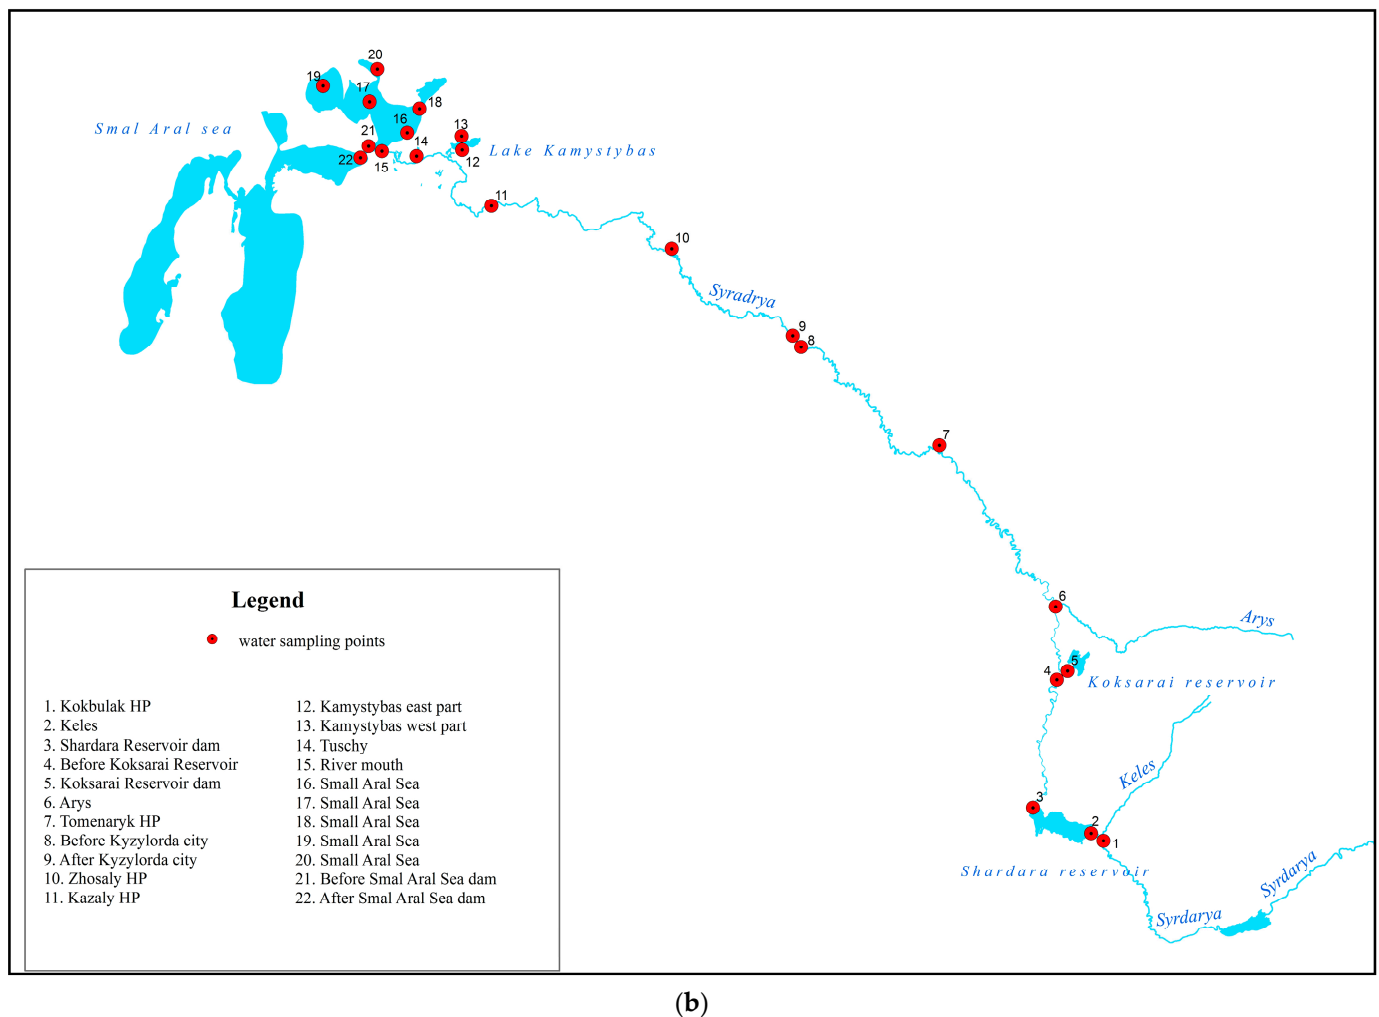 20
19
17
18
Smal Aral sea
16
13
21
14
Lake Kamystybas
22
15
12
11
10
Syradrya
9
8
7
6
Arys
5
4
Koksarai reservoir
Keles
3
2
1
Shardara reservoir
Syrdarya
Syrdarya
Legend
water sampling points
1. Kokbulak HP
2. Keles
3. Shardara Reservoir dam
4. Before Koksarai Reservoir
5. Koksarai Reservoir dam
6. Arys
7. Tomenaryk HP
8. Before Kyzylorda city
9. After Kyzylorda city
10. Zhosaly HP
11. Kazaly HP
12. Kamystybas east part
13. Kamystybas west part
14. Tuschy
15. River mouth
16. Small Aral Sea
17. Small Aral Sea
18. Small Aral Sea
19. Small Aral Sea
20. Small Aral Sea
21. Before Smal Aral Sea dam
22. After Smal Aral Sea dam
(b)